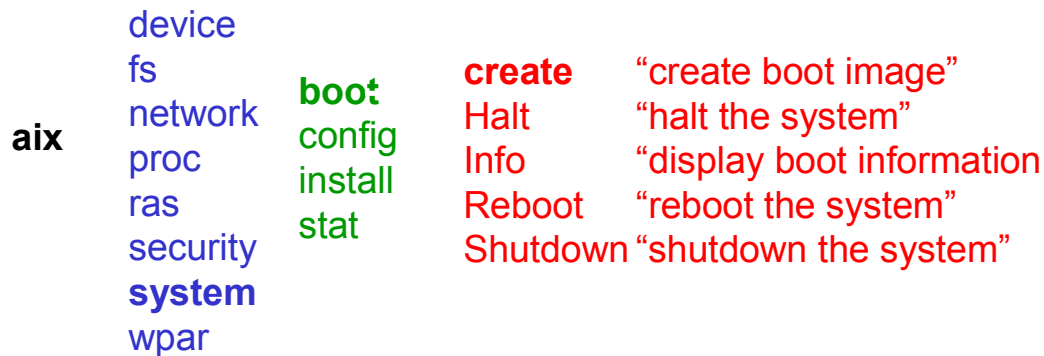 aix
device
fs
network
proc
ras
security
system
wpar
boot
config
install
stat
create “create boot image”
Halt “halt the system”
Info “display boot information
Reboot “reboot the system”
Shutdown “shutdown the system”